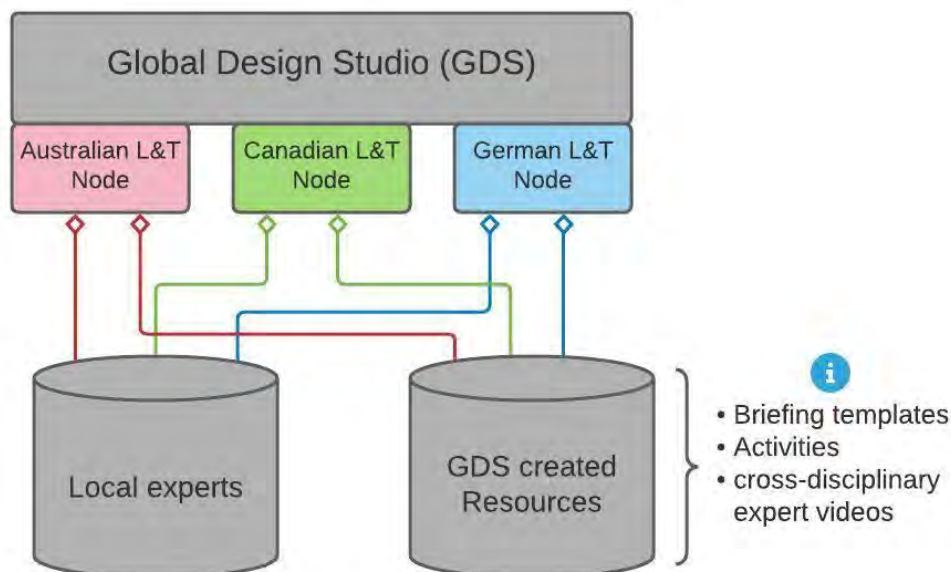 Global Design Studio (GDS)
Australian L&T
Node
Canadian L&T
Node
German L&T
Node
Local experts
GDS created
Resources
i
• Briefing templates
• Activities
• cross-disciplinary
expert videos